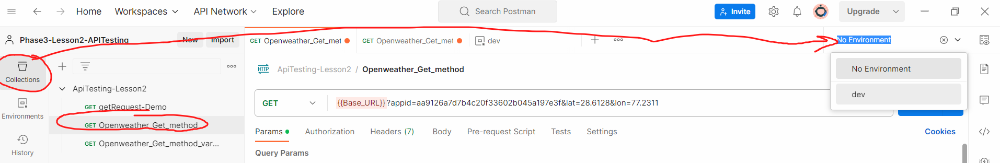 Home Workspaces API Network Explore Search Postman Invite Upgrade
Phase3-Lesson2-APITesting New Import GET Openweather_Get_met GET Openweather_Get_met dev No Environment
Collections
ApiTesting-Lesson2 / Openweather_Get_method
No Environment
ApiTesting-Lesson2
dev
GET {{Base_URL}}?appid=aa9126a7d7b4c20f33602b045a197e3f&lat=28.6128&lon=77.2311
GET getRequest-Demo
Environments
GET Openweather_Get_method
Params Authorization Headers (7) Body Pre-request Script Tests Settings Cookies
GET Openweather_Get_method_var...
History
Query Params